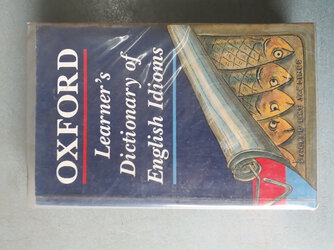 OXFORD
Learner's
Dictionary of
English Idioms